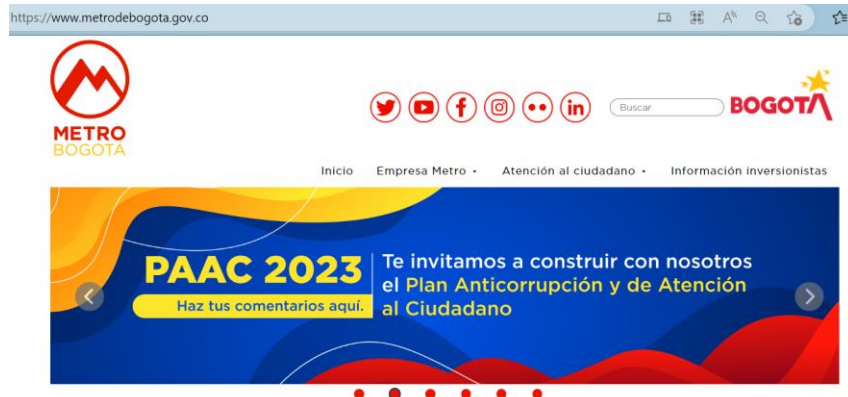 https://www.metrodebogota.gov.co
METRO
BOGOTÁ
Buscar
BOGOTÁ
Inicio Empresa Metro Atención al ciudadano Información inversionistas
PAAC 2023
Haz tus comentarios aquí.
Te invitamos a construir con nosotros
el Plan Anticorrupción y de Atención
al Ciudadano